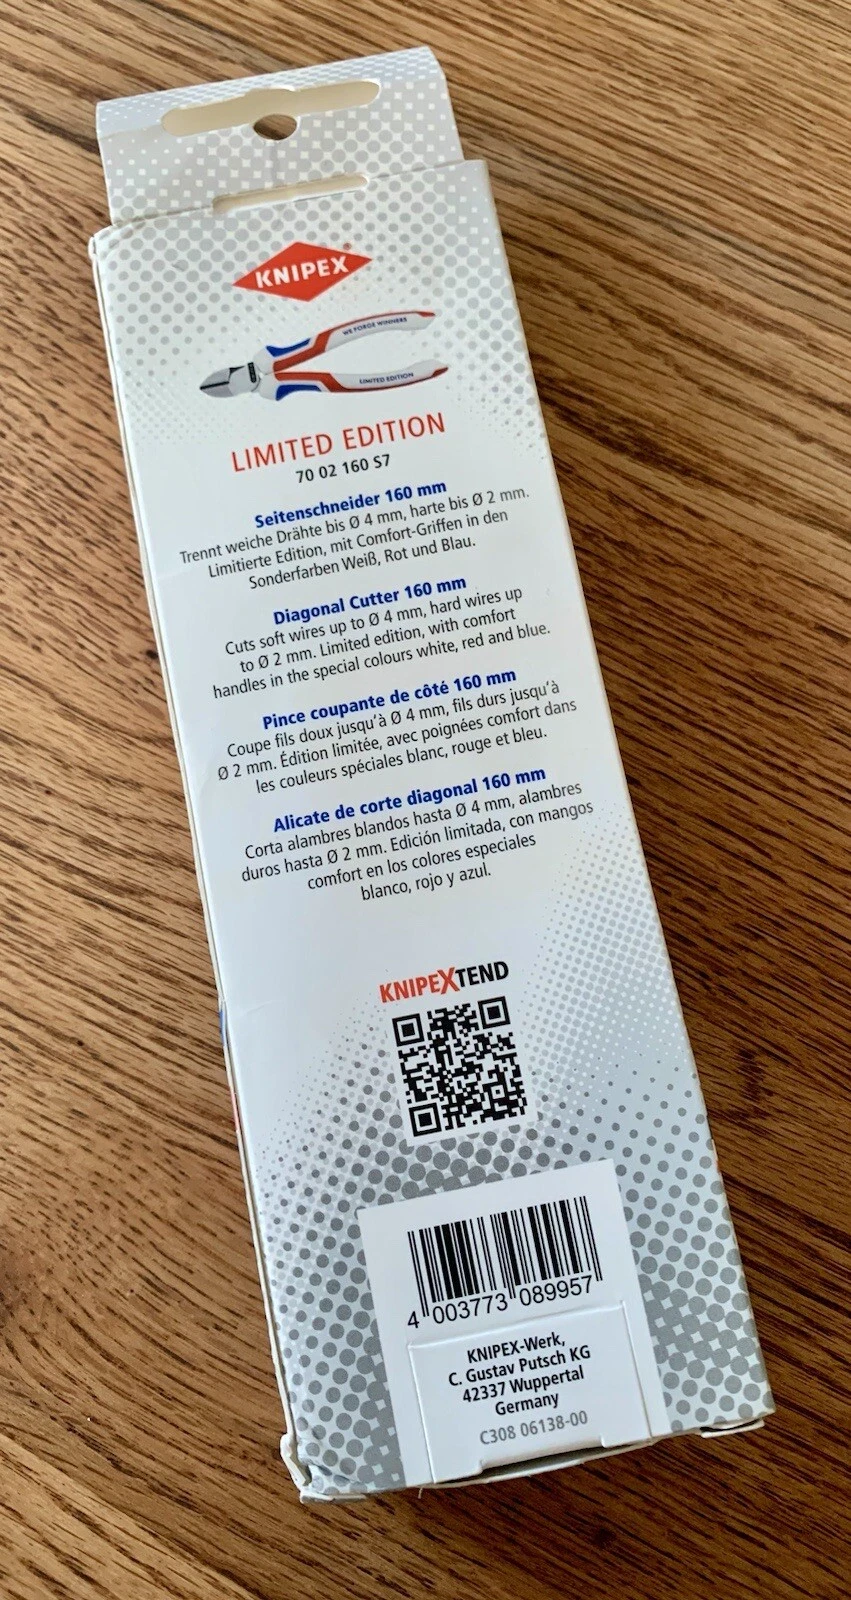 KNIPEX
WE FORGE WINNERS
LIMITED EDITION
LIMITED EDITION
70 02 160 S7
Seitenschneider 160 mm
Trennt weiche Drähte bis Ø 4 mm, harte bis Ø 2 mm.
Limitierte Edition, mit Comfort-Griffen in den
Sonderfarben Weiß, Rot und Blau.
Diagonal Cutter 160 mm
Cuts soft wires up to Ø 4 mm, hard wires up
to Ø 2 mm. Limited edition, with comfort
handles in the special colours white, red and blue.
Pince coupante de côté 160 mm
Coupe fils doux jusqu'à Ø 4 mm, fils durs jusqu'à
Ø 2 mm. Édition limitée, avec poignées comfort dans
les couleurs spéciales blanc, rouge et bleu.
Alicate de corte diagonal 160 mm
Corta alambres blandos hasta Ø 4 mm, alambres
duros hasta Ø 2 mm. Edición limitada, con mangos
comfort en los colores especiales
blanco, rojo y azul.
KNIPEXTEND
4 003773 089957
KNIPEX-Werk,
C. Gustav Putsch KG
42337 Wuppertal
Germany
C308 06138-00